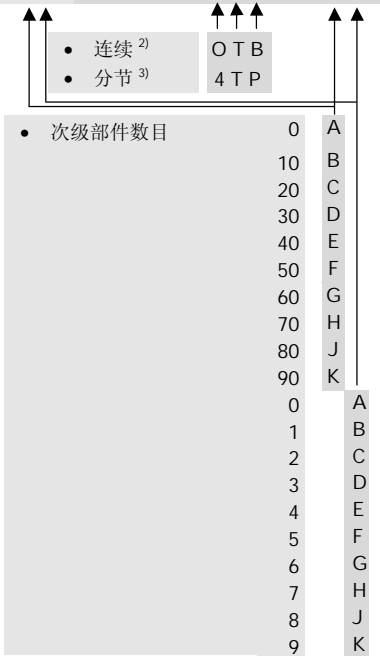 • 连续 2) O T B
• 分节 3) 4 T P
• 次级部件数目 0 A
10 B
20 C
30 D
40 E
50 F
60 G
70 H
80 J
90 K
0 A
1 B
2 C
3 D
4 E
5 F
6 G
7 H
8 J
9 K